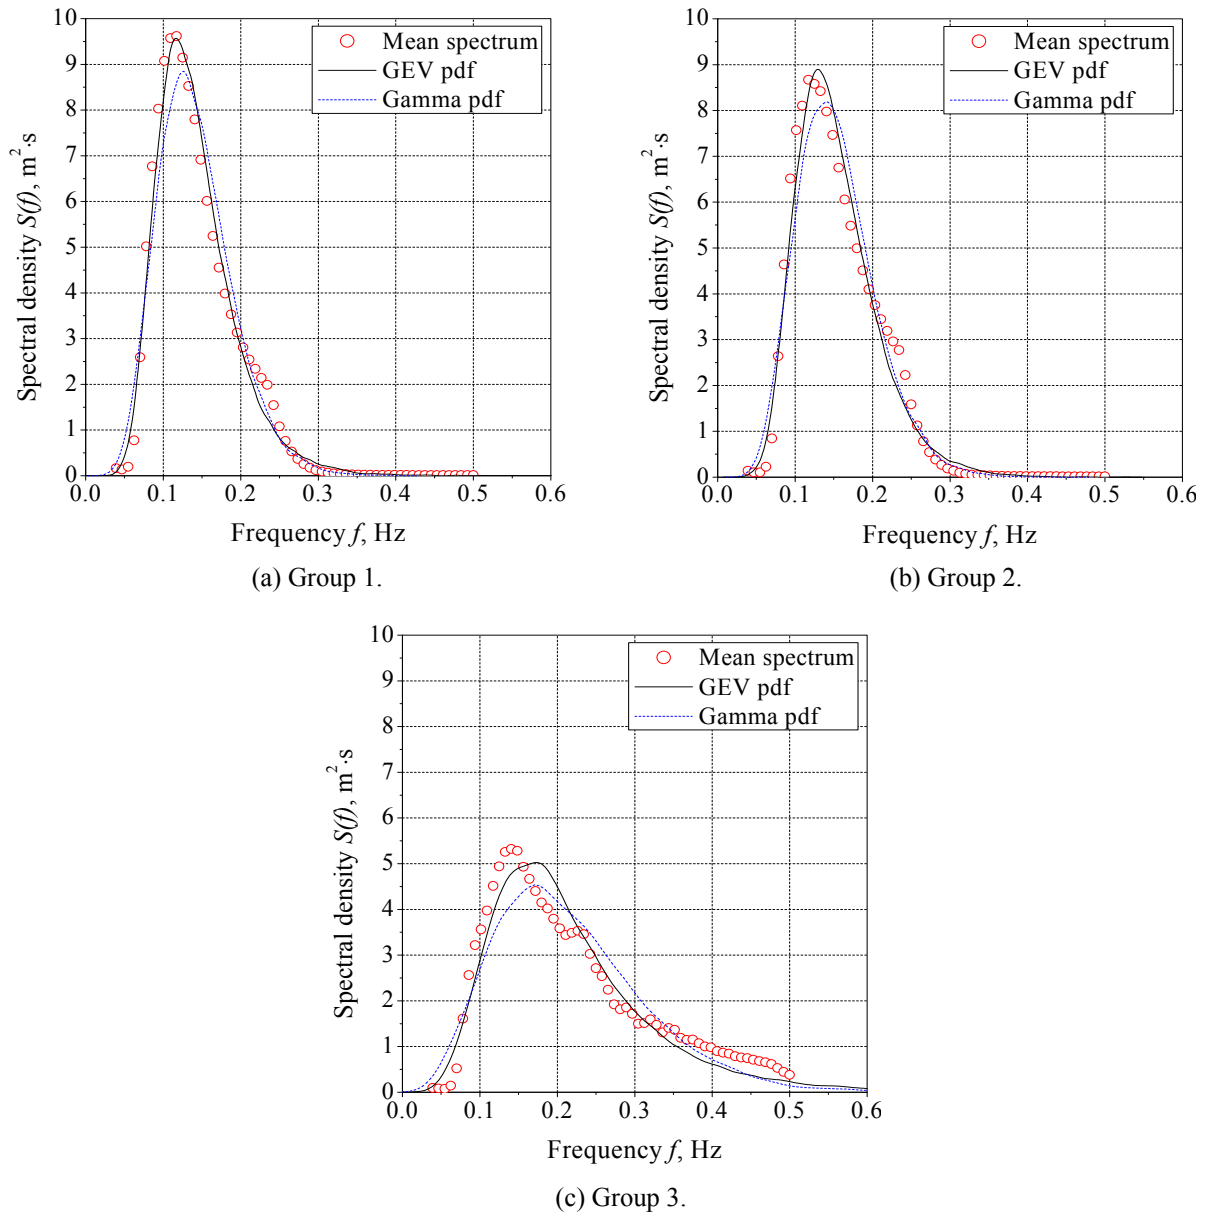 10
9
8
7
6
5
4
3
2
1
0
Spectral density S(f), m²·s
Mean spectrum
GEV pdf
Gamma pdf
0.0 0.1 0.2 0.3 0.4 0.5 0.6
Frequency f, Hz
(a) Group 1.
10
9
8
7
6
5
4
3
2
1
0
Spectral density S(f), m²·s
Mean spectrum
GEV pdf
Gamma pdf
0.0 0.1 0.2 0.3 0.4 0.5 0.6
Frequency f, Hz
(b) Group 2.
10
9
8
7
6
5
4
3
2
1
0
Spectral density S(f), m²·s
Mean spectrum
GEV pdf
Gamma pdf
0.0 0.1 0.2 0.3 0.4 0.5 0.6
Frequency f, Hz
(c) Group 3.